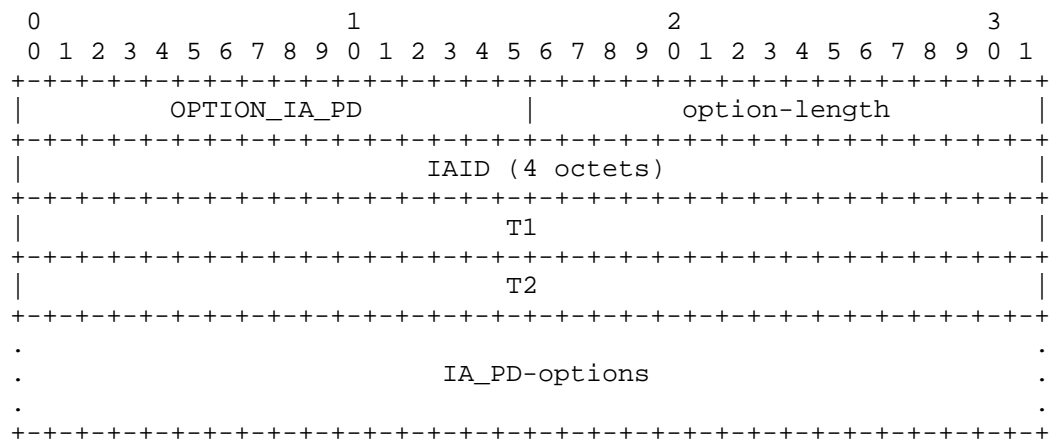 0                   1                   2                   3
 0 1 2 3 4 5 6 7 8 9 0 1 2 3 4 5 6 7 8 9 0 1 2 3 4 5 6 7 8 9 0 1
+-+-+-+-+-+-+-+-+-+-+-+-+-+-+-+-+-+-+-+-+-+-+-+-+-+-+-+-+-+-+-+-+
|         OPTION_IA_PD          |         option-length         |
+-+-+-+-+-+-+-+-+-+-+-+-+-+-+-+-+-+-+-+-+-+-+-+-+-+-+-+-+-+-+-+-+
|                         IAID (4 octets)                       |
+-+-+-+-+-+-+-+-+-+-+-+-+-+-+-+-+-+-+-+-+-+-+-+-+-+-+-+-+-+-+-+-+
|                              T1                               |
+-+-+-+-+-+-+-+-+-+-+-+-+-+-+-+-+-+-+-+-+-+-+-+-+-+-+-+-+-+-+-+-+
|                              T2                               |
+-+-+-+-+-+-+-+-+-+-+-+-+-+-+-+-+-+-+-+-+-+-+-+-+-+-+-+-+-+-+-+-+
.                                                               .
.                          IA_PD-options                        .
.                                                               .
+-+-+-+-+-+-+-+-+-+-+-+-+-+-+-+-+-+-+-+-+-+-+-+-+-+-+-+-+-+-+-+-+